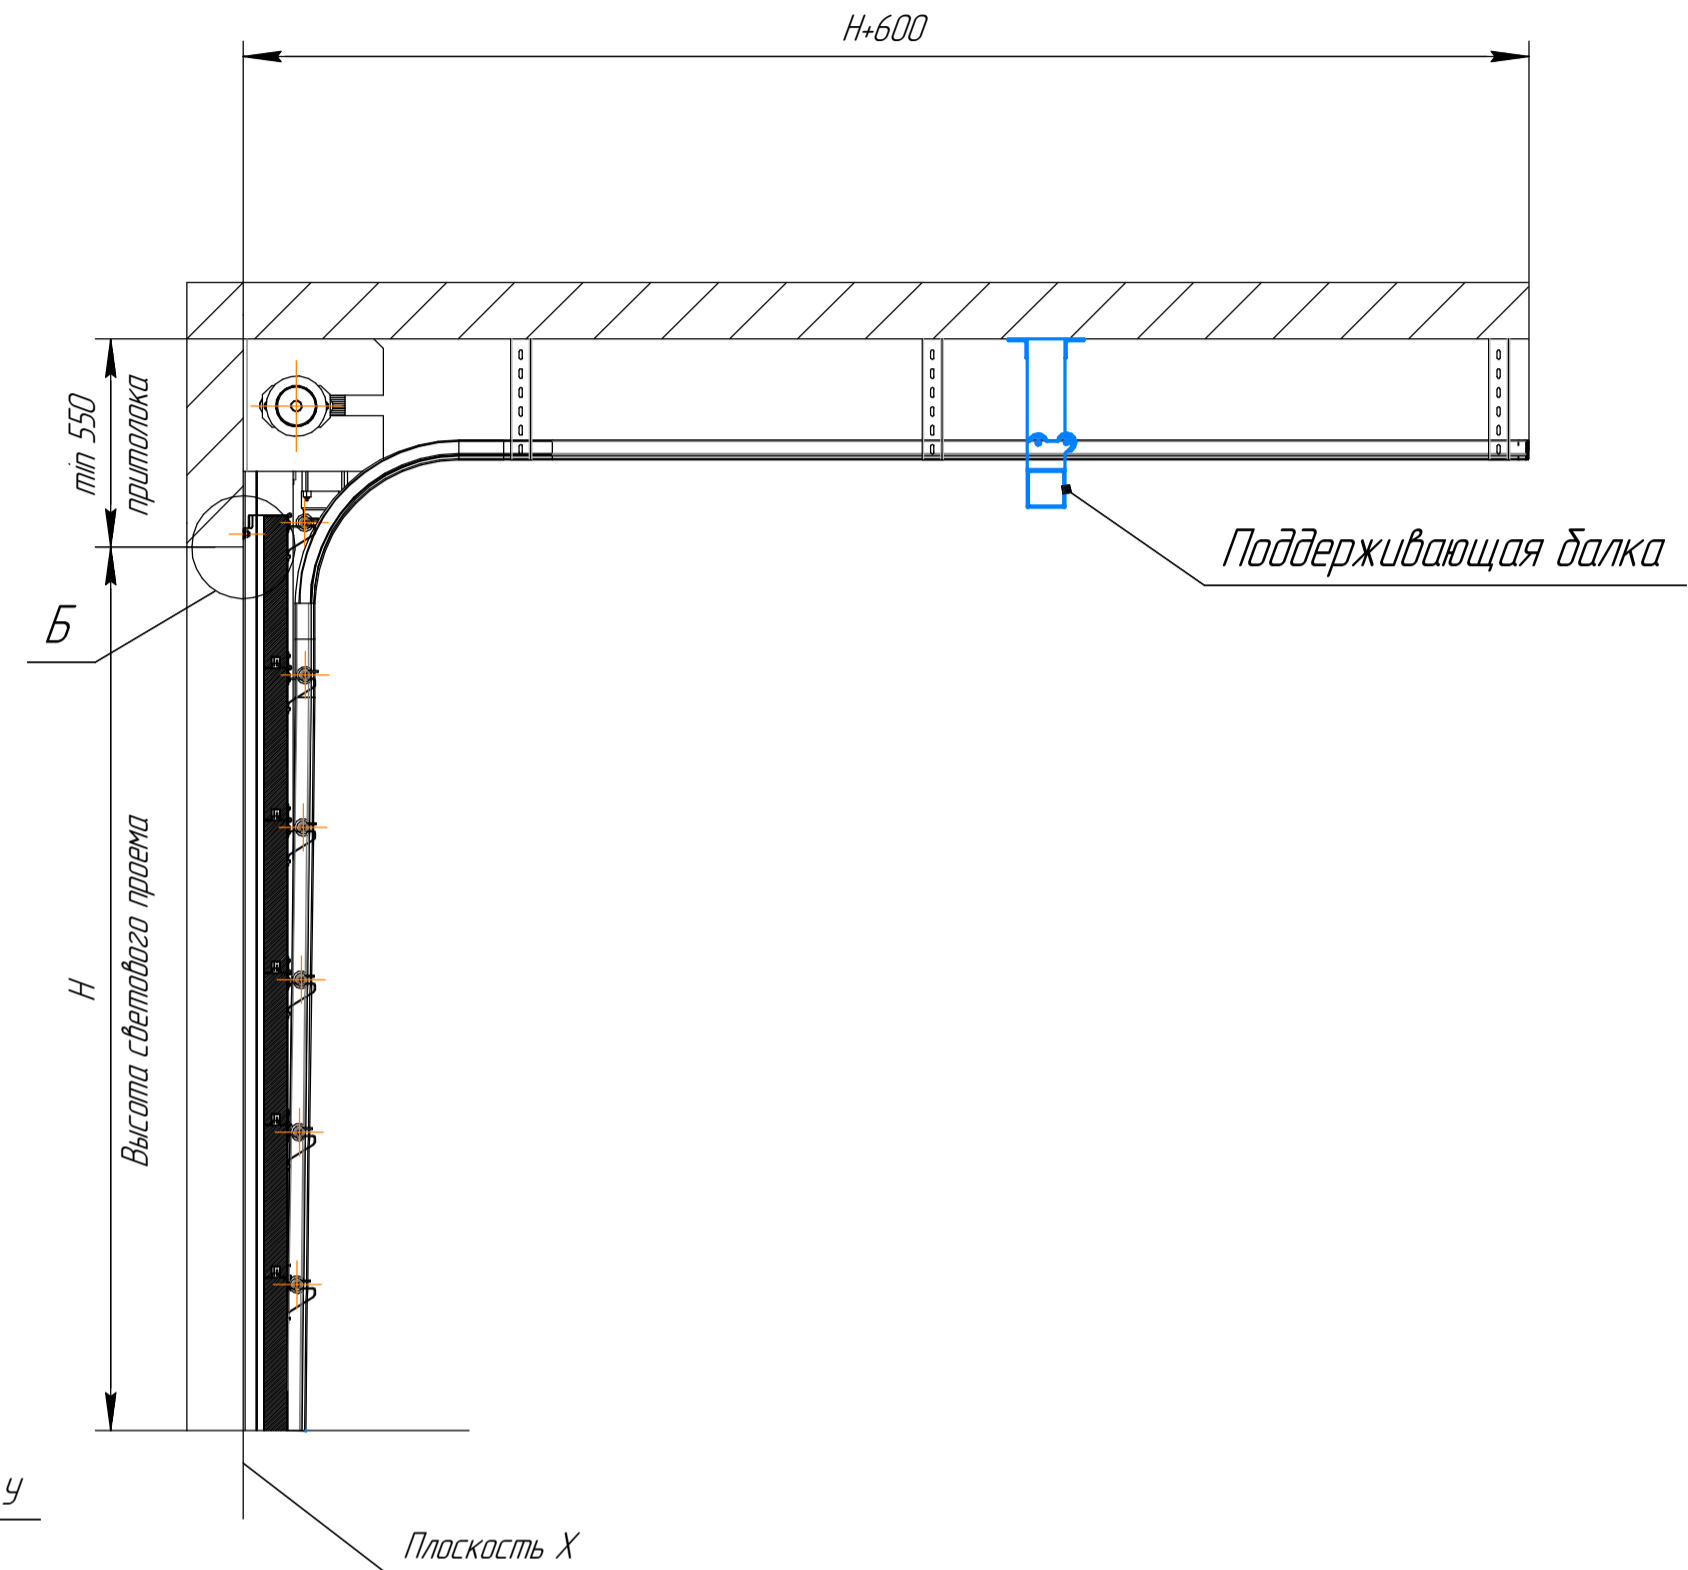 H+600
min 550
притолока
Поддерживающая балка
Б
H
Высота светового проема
У
Плоскость X